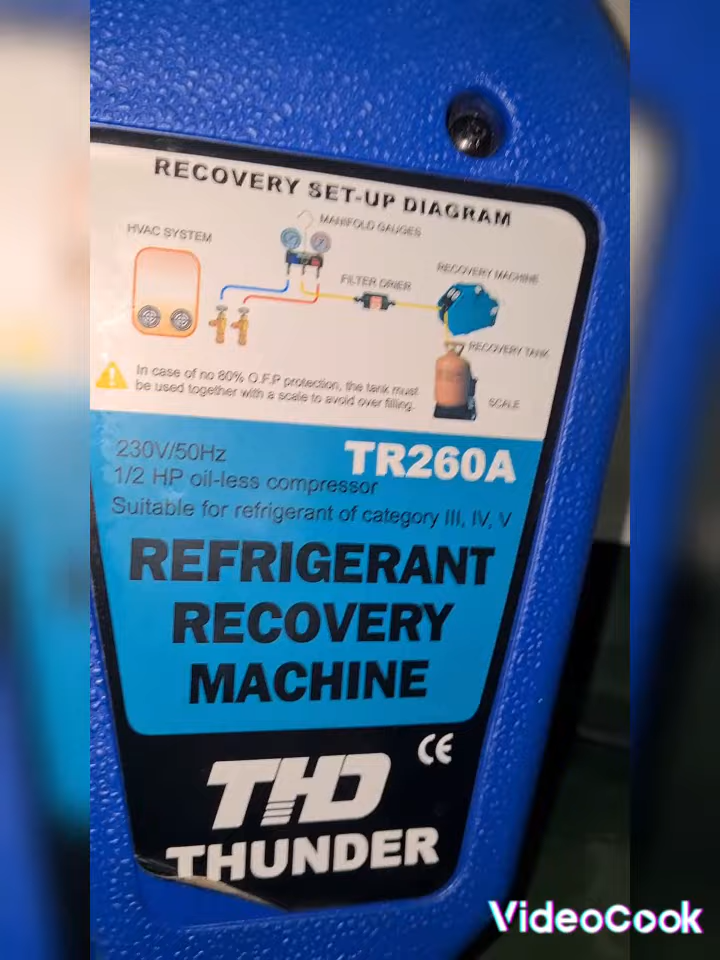 RECOVERY SET-UP DIAGRAM
HVAC SYSTEM
MANIFOLD GAUGES
FILTER DRIER
RECOVERY MACHINE
RECOVERY TANK
SCALE
In case of no 80% O.F.P protection, the tank must
be used together with a scale to avoid over filling.
230V/50Hz
TR260A
1/2 HP oil-less compressor
Suitable for refrigerant of category III, IV, V
REFRIGERANT
RECOVERY
MACHINE
CE
THD
THUNDER
VideoCook